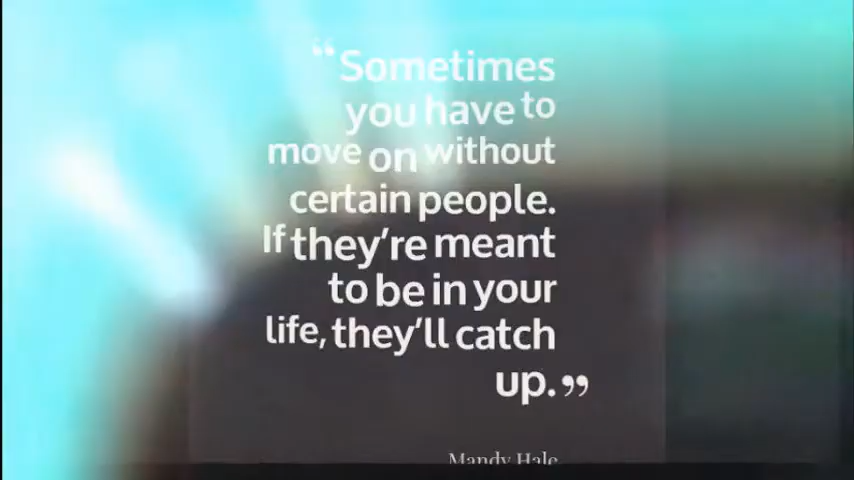 “Sometimes
you have to
move on without
certain people.
If they’re meant
to be in your
life, they’ll catch
up.”
Mandy Hale